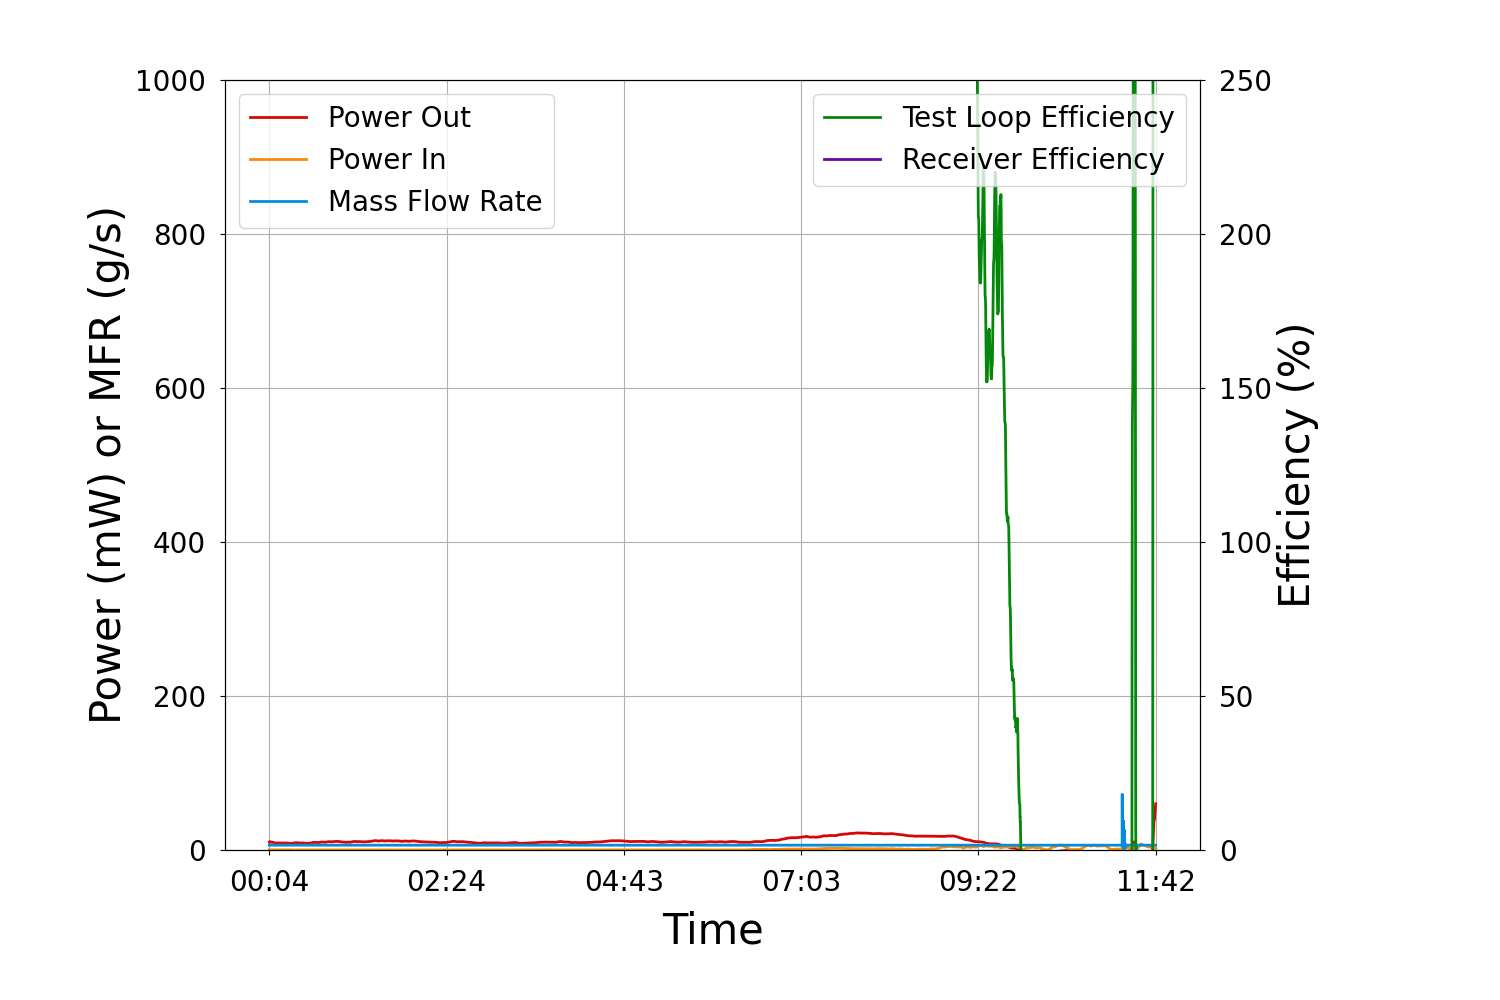 1000
800
600
400
200
0
Power (mW) or MFR (g/s)
Power Out
Power In
Mass Flow Rate
Test Loop Efficiency
Receiver Efficiency
250
200
150
100
50
0
Efficiency (%)
00:04 02:24 04:43 07:03 09:22 11:42
Time